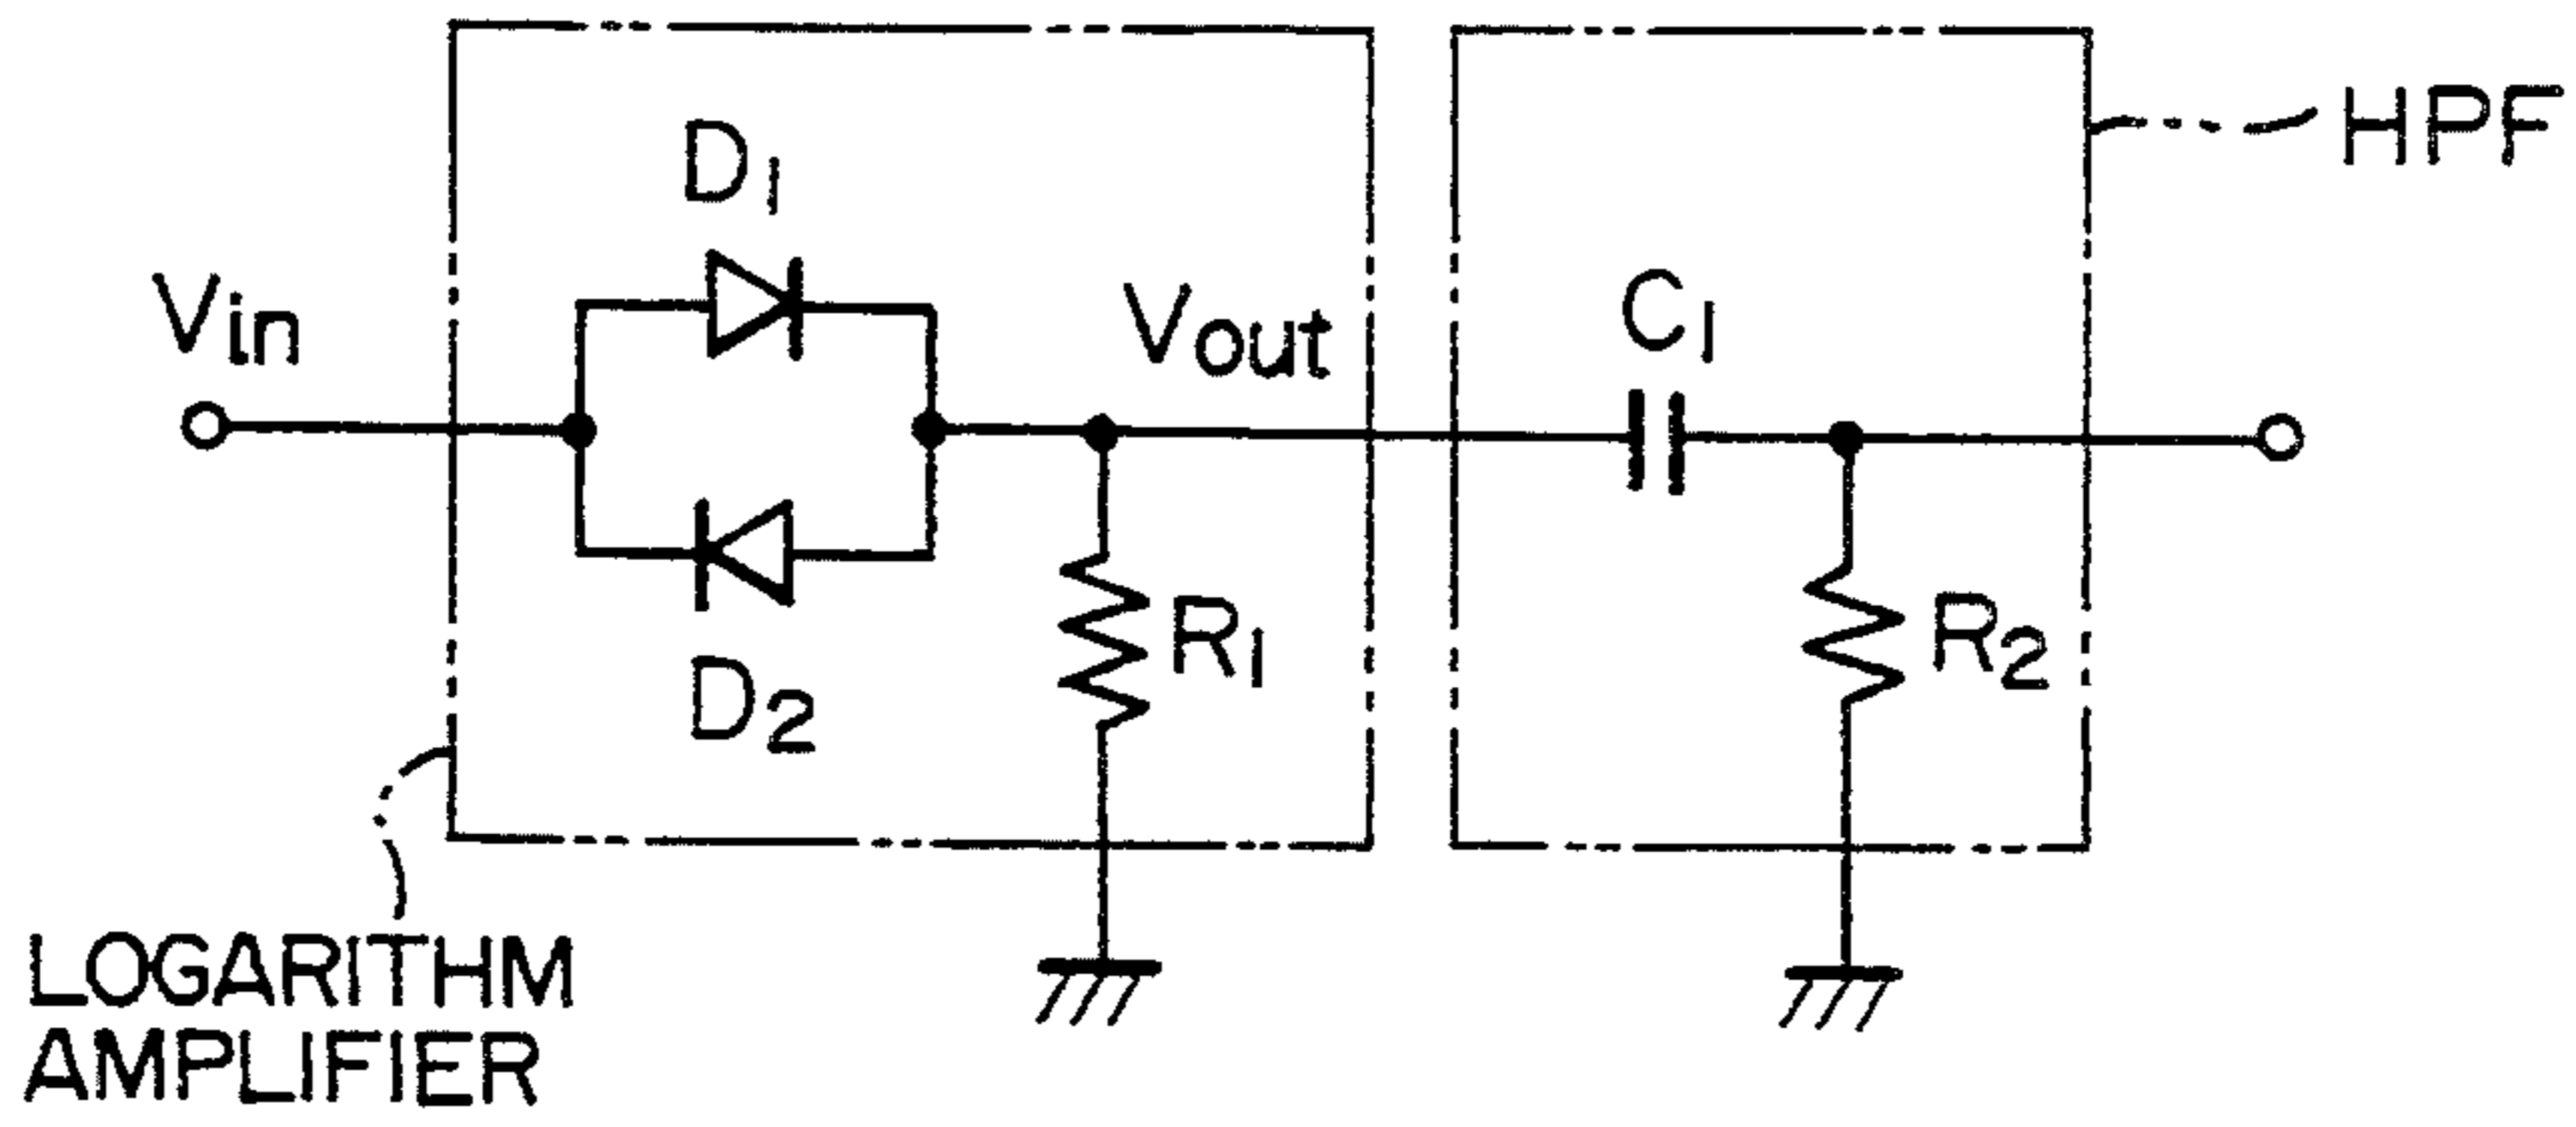 HPF
D1
Vin
Vout
C1
R1
R2
D2
LOGARITHM
AMPLIFIER